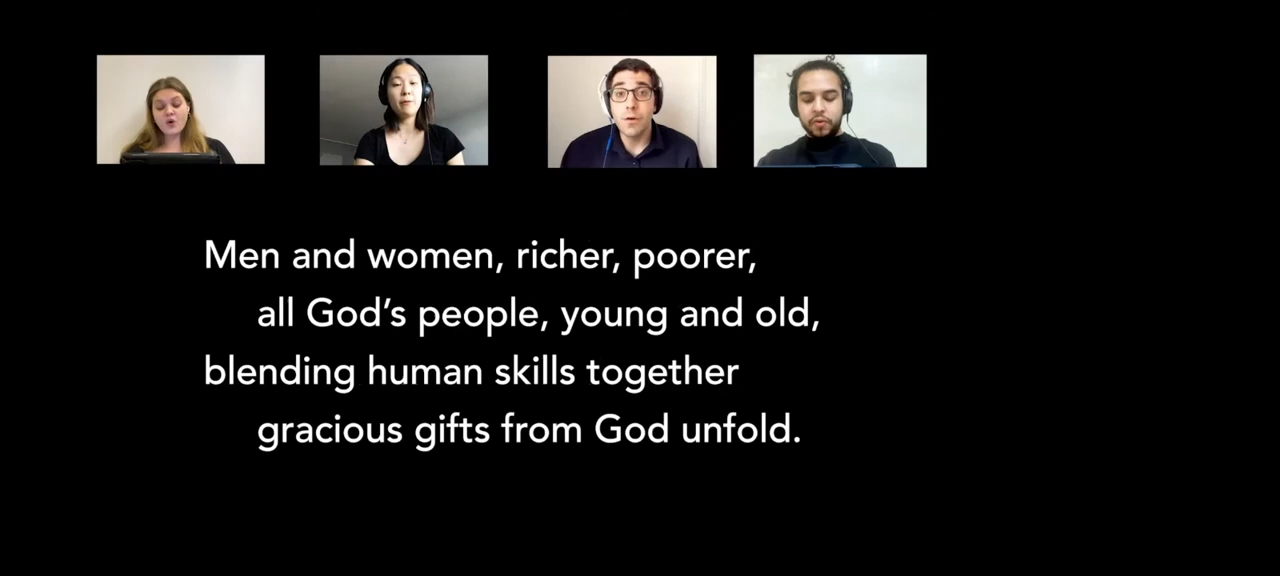 Men and women, richer, poorer,
all God’s people, young and old,
blending human skills together
gracious gifts from God unfold.